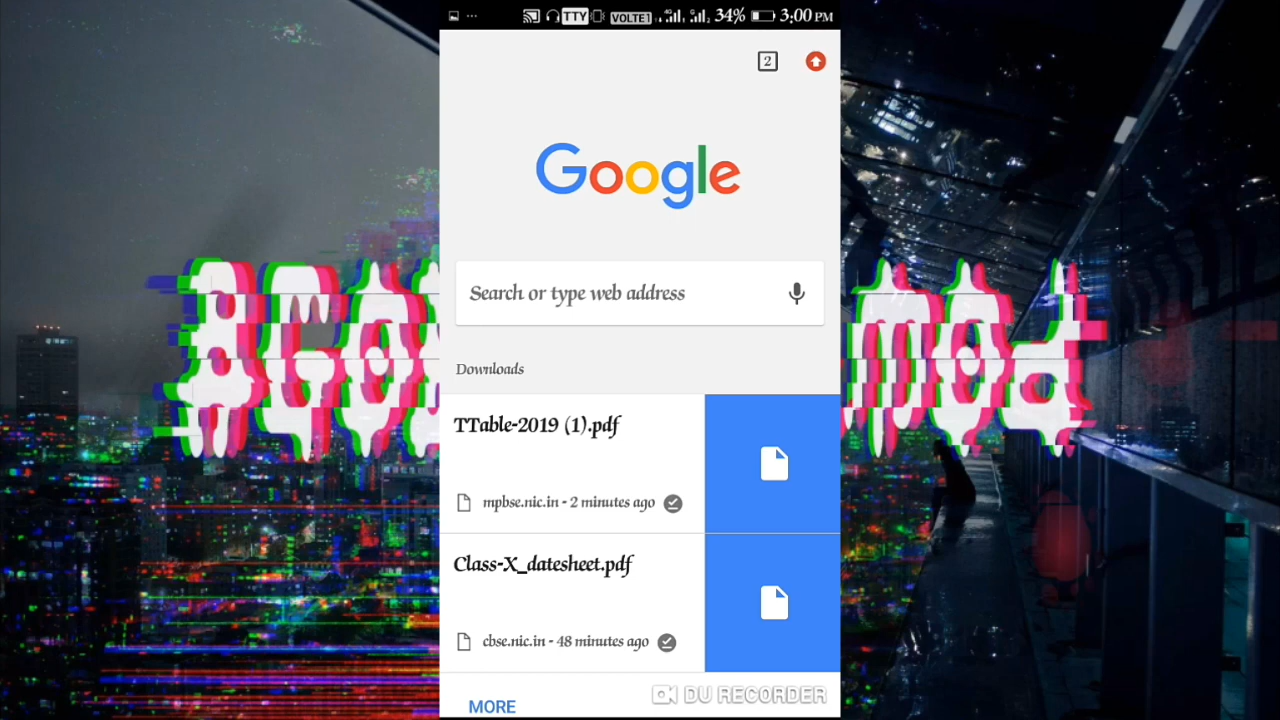 TTY VOLTE1 34% 3:00 PM
2
Google
Search or type web address
Downloads
TTable-2019 (1).pdf
mpbse.nic.in - 2 minutes ago
Class-X_datesheet.pdf
cbse.nic.in - 48 minutes ago
MORE
DU RECORDER